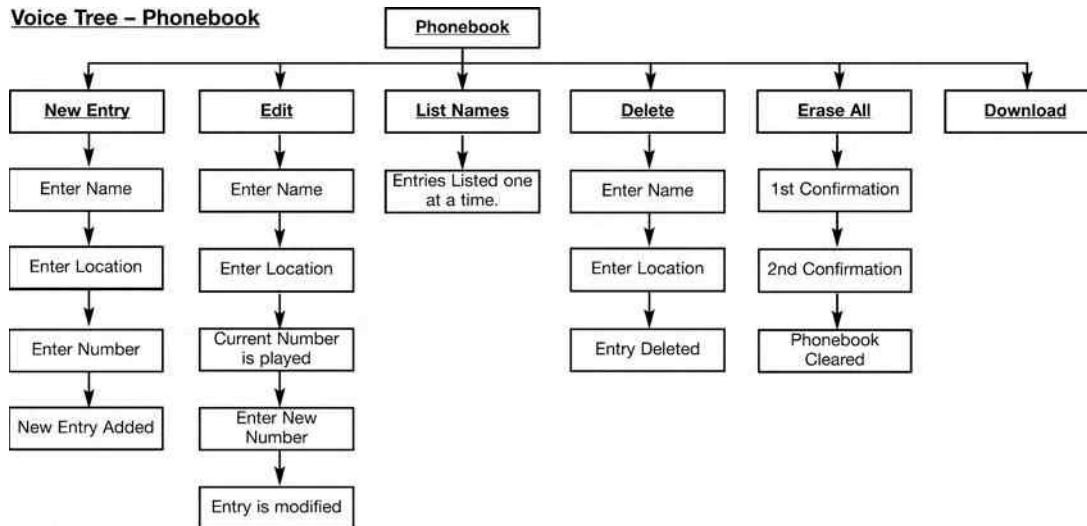 Voice Tree – Phonebook
Phonebook
New Entry
Edit
List Names
Delete
Erase All
Download
Enter Name
Enter Name
Entries Listed one
at a time.
Enter Name
1st Confirmation
Enter Location
Enter Location
Enter Location
2nd Confirmation
Enter Number
Current Number
is played
Entry Deleted
Phonebook
Cleared
New Entry Added
Enter New
Number
Entry is modified